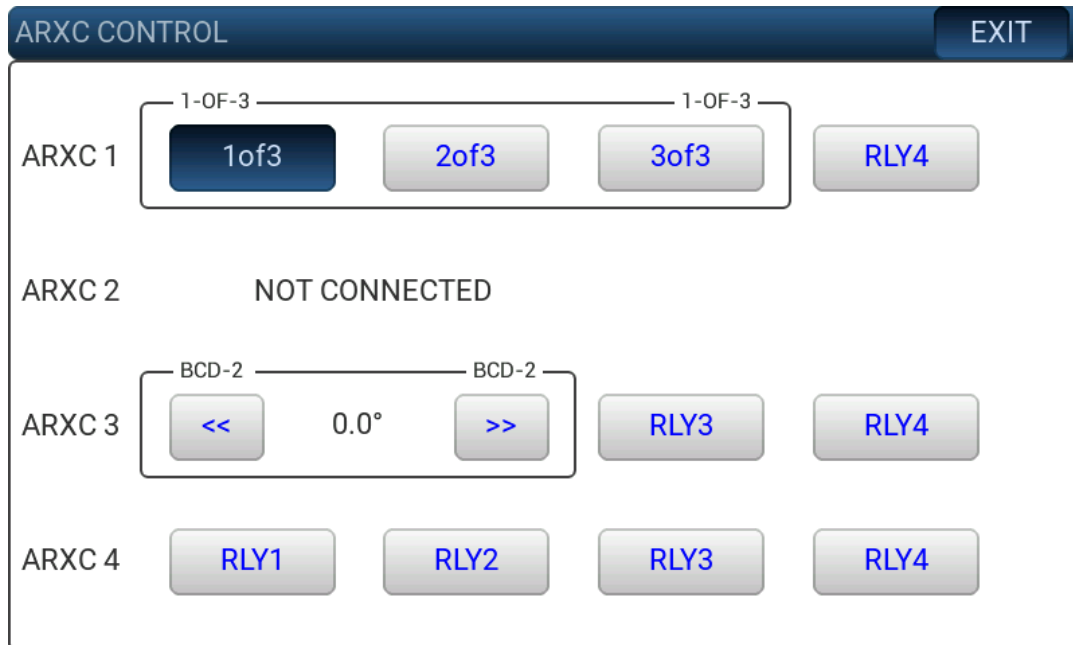 ARXC CONTROL EXIT
1-OF-3 1-OF-3
ARXC 1 1of3 2of3 3of3 RLY4
ARXC 2 NOT CONNECTED
BCD-2 BCD-2
ARXC 3 << 0.0° >> RLY3 RLY4
ARXC 4 RLY1 RLY2 RLY3 RLY4